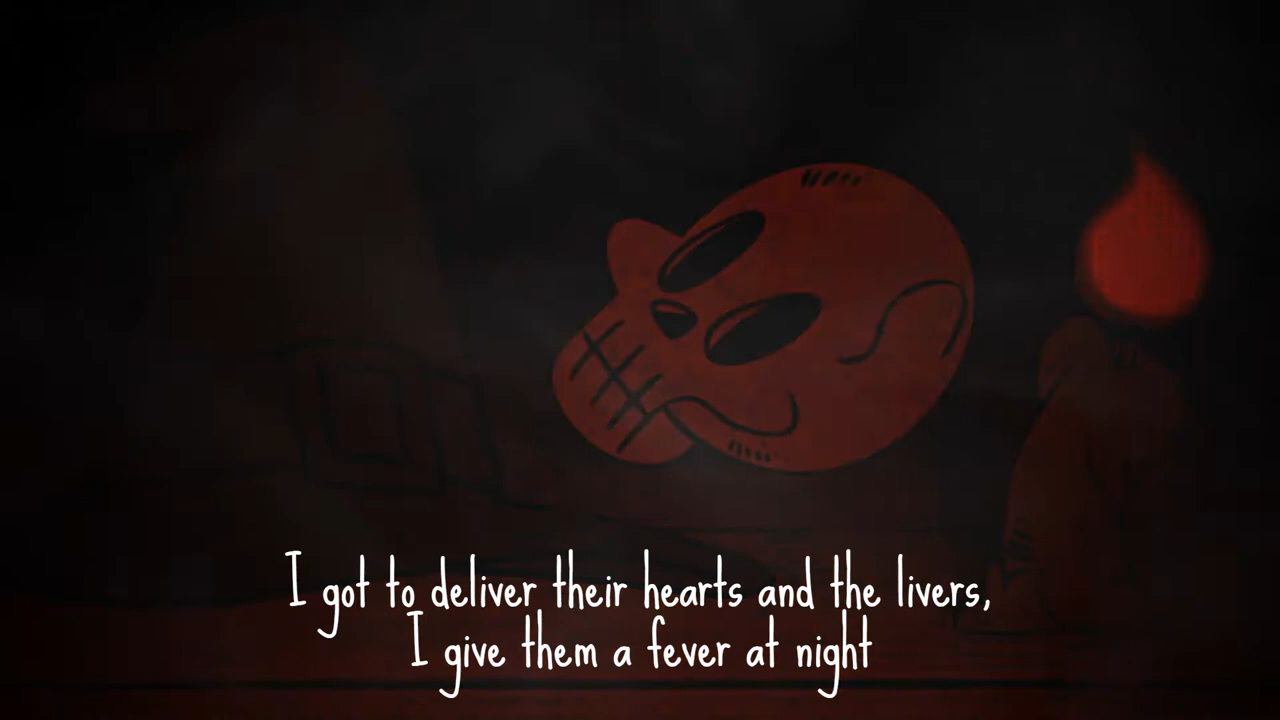 I got to deliver their hearts and the livers,
I give them a fever at night